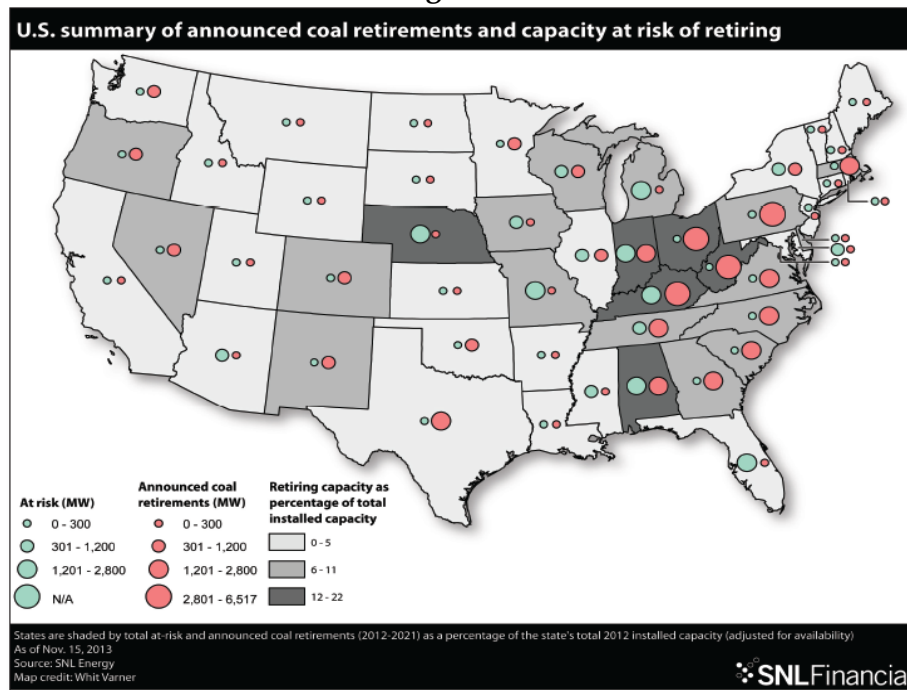 U.S. summary of announced coal retirements and capacity at risk of retiring
At risk (MW)
0 - 300
301 - 1,200
1,201 - 2,800
N/A
Announced coal
retirements (MW)
0 - 300
301 - 1,200
1,201 - 2,800
2,801 - 6,517
Retiring capacity as
percentage of total
installed capacity
0 - 5
6 - 11
12 - 22
States are shaded by total at-risk and announced coal retirements (2012-2021) as a percentage of the state's total 2012 installed capacity (adjusted for availability)
As of Nov. 15, 2013
Source: SNL Energy
Map credit: Whit Varner
SNLFinancia